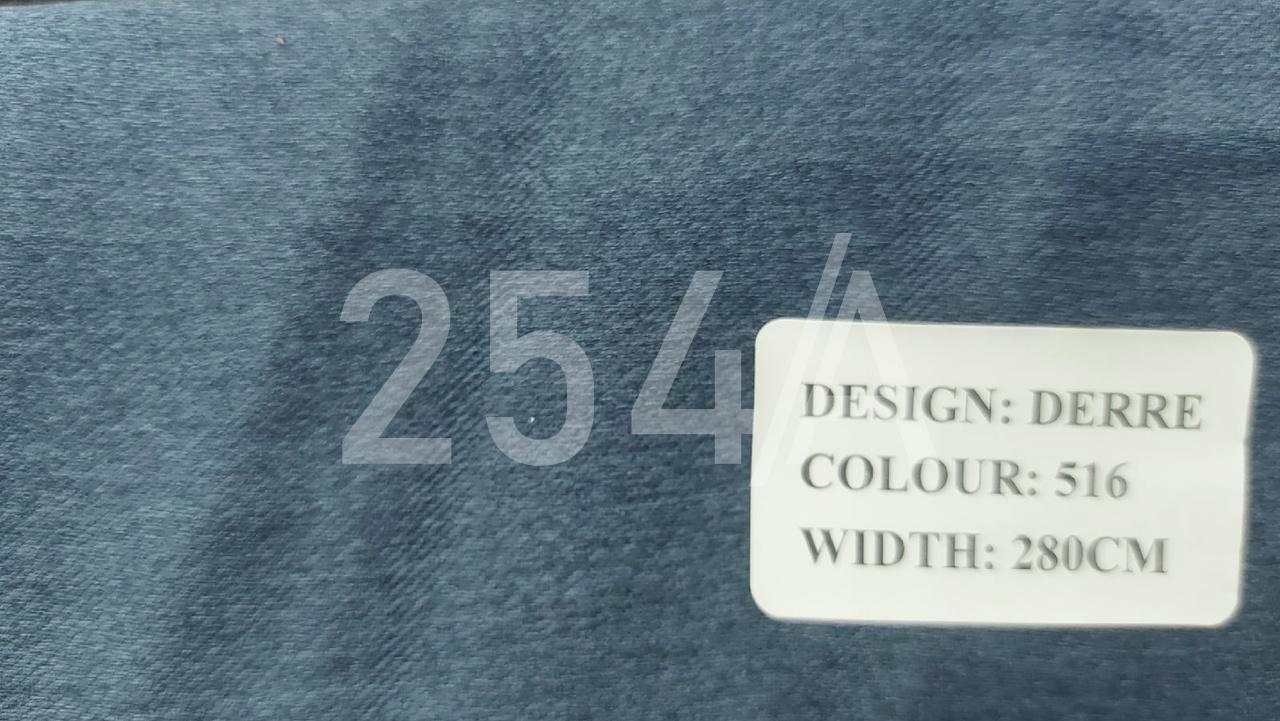 254//A
DESIGN: DERRE
COLOUR: 516
WIDTH: 280CM